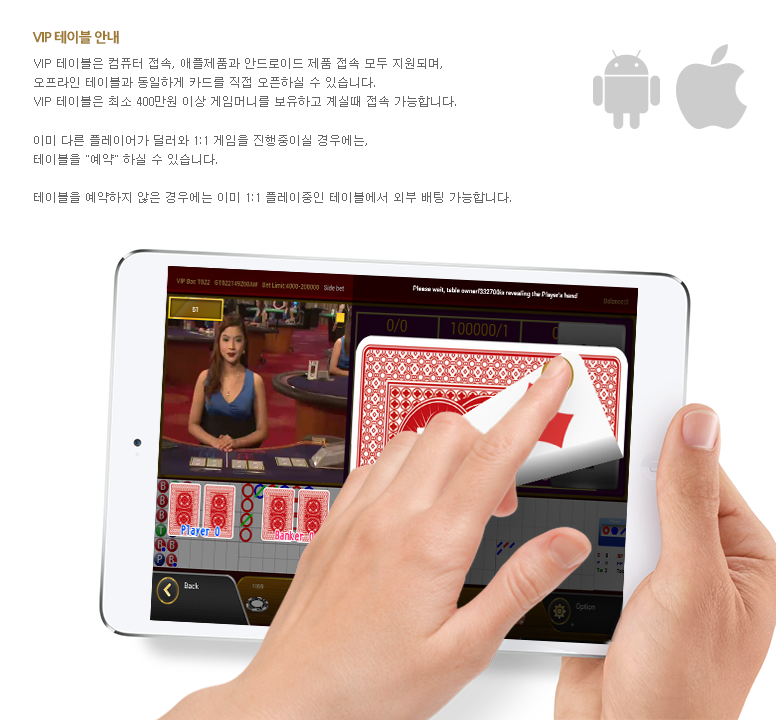 VIP 테이블 안내
VIP 테이블은 컴퓨터 접속, 애플제품과 안드로이드 제품 접속 모두 지원되며,
오프라인 테이블과 동일하게 카드를 직접 오픈하실 수 있습니다.
VIP 테이블은 최소 400만원 이상 게임머니를 보유하고 계실때 접속 가능합니다.
이미 다른 플레이어가 딜러와 1:1 게임을 진행중이실 경우에는,
테이블을 "예약" 하실 수 있습니다.
테이블을 예약하지 않은 경우에는 이미 1:1 플레이중인 테이블에서 외부 배팅 가능합니다.
VIP Bac T022 Bet Limit 4000-200000 Side bet
Please wait, table owner is revealing the Player's hand
51
0/0 100000/1
Player 0
Banker 0
Back
Option